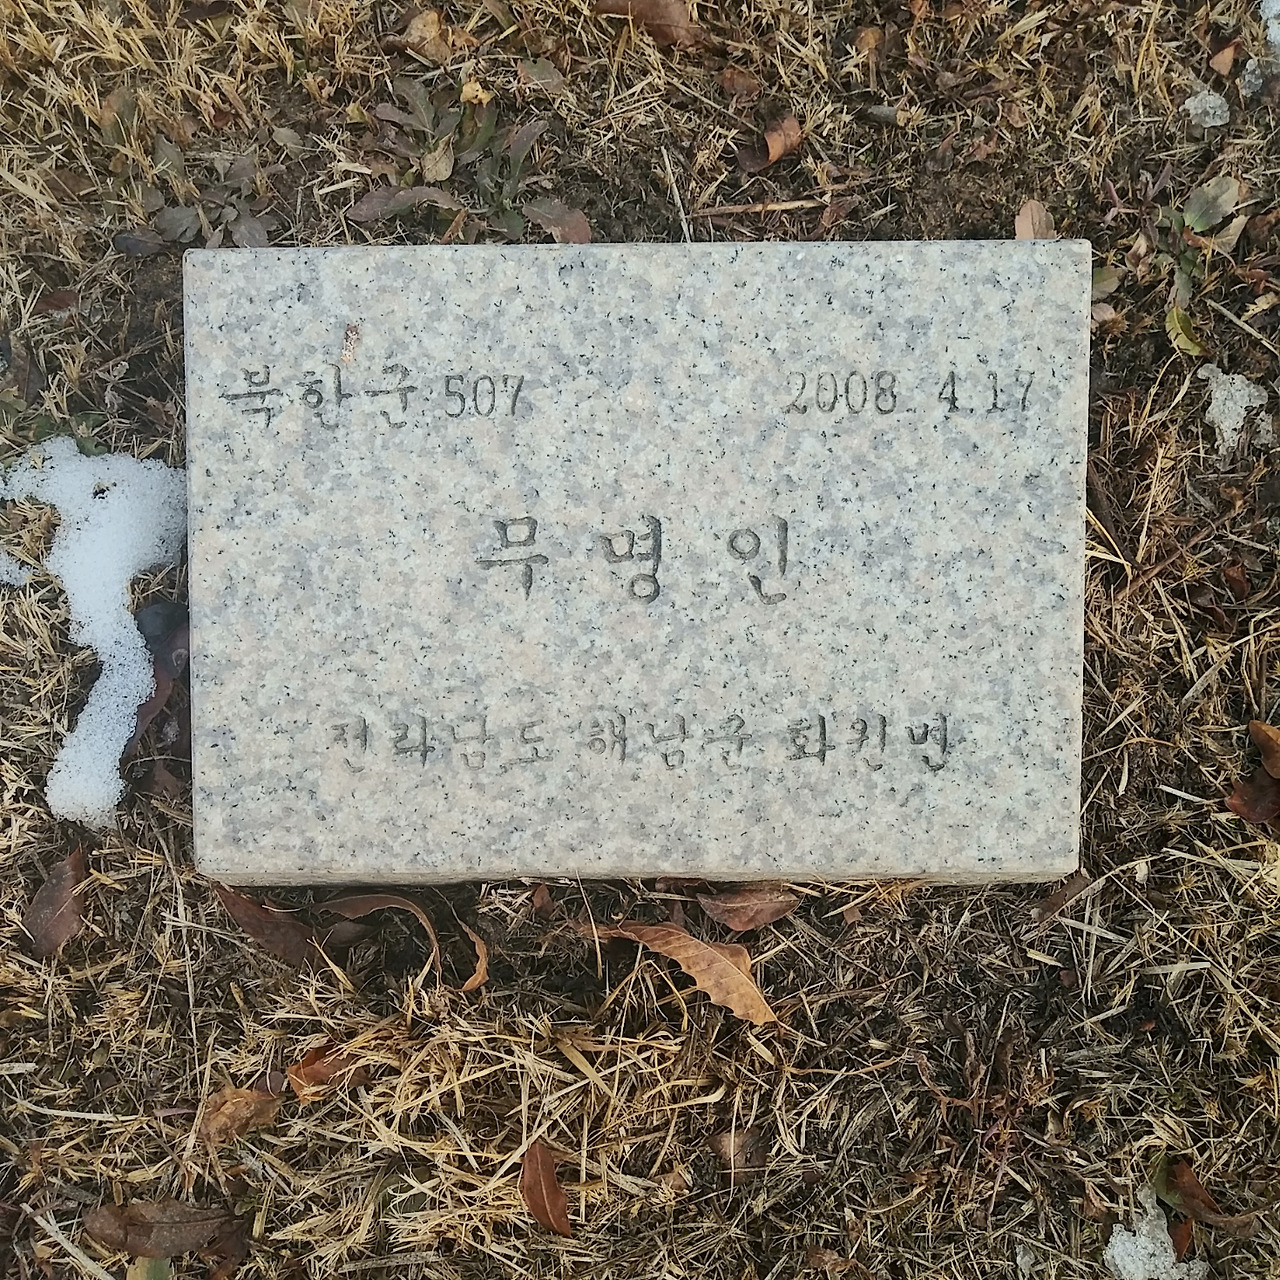 북한군 507 2008. 4. 17
무명인
전라남도 해남군 화원면